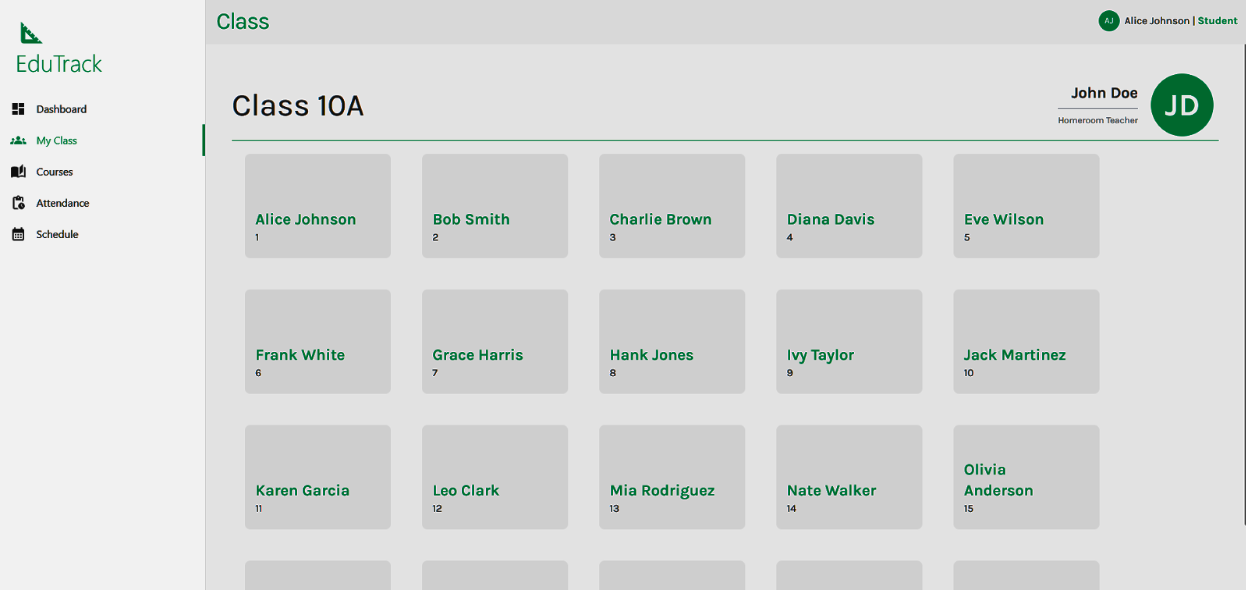 EduTrack
Dashboard
My Class
Courses
Attendance
Schedule
Class
AJ
Alice Johnson | Student
Class 10A
John Doe
Homeroom Teacher
JD
Alice Johnson
1
Bob Smith
2
Charlie Brown
3
Diana Davis
4
Eve Wilson
5
Frank White
6
Grace Harris
7
Hank Jones
8
Ivy Taylor
9
Jack Martinez
10
Karen Garcia
11
Leo Clark
12
Mia Rodriguez
13
Nate Walker
14
Olivia
Anderson
15